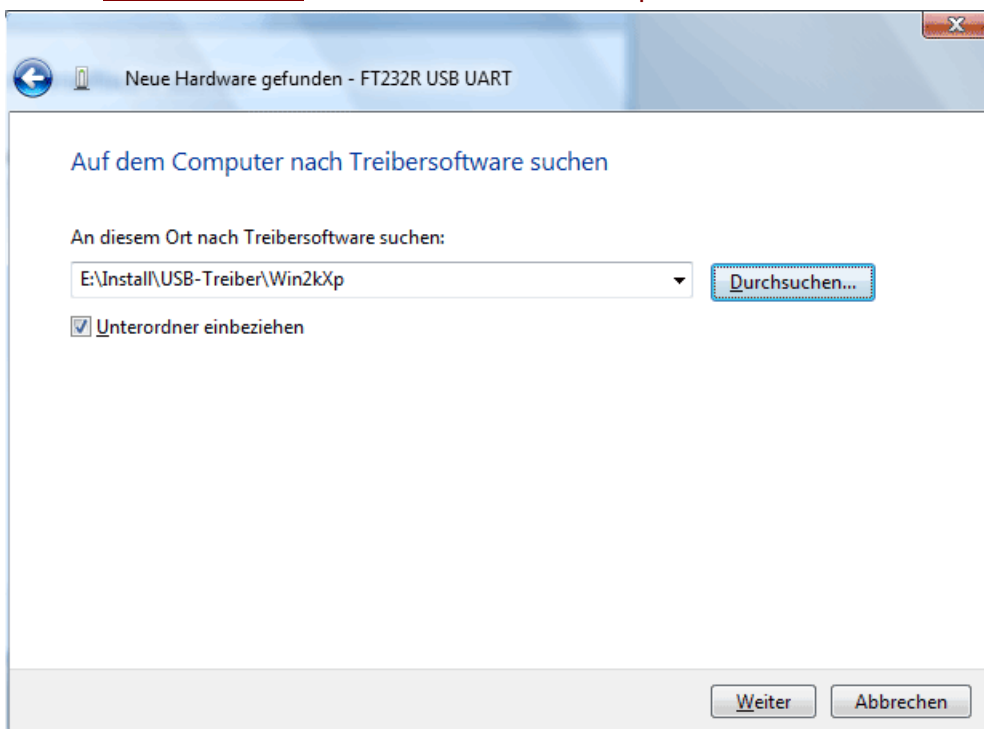 Neue Hardware gefunden - FT232R USB UART
Auf dem Computer nach Treibersoftware suchen
An diesem Ort nach Treibersoftware suchen:
E:\Install\USB-Treiber\Win2kXp
Durchsuchen...
Unterordner einbeziehen
Weiter
Abbrechen